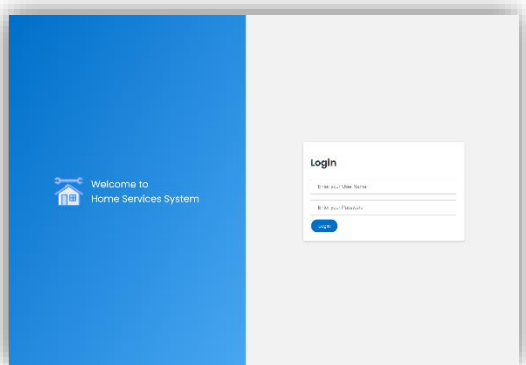 Welcome to
Home Services System
Login
Enter your User Name
Enter your Password
Login